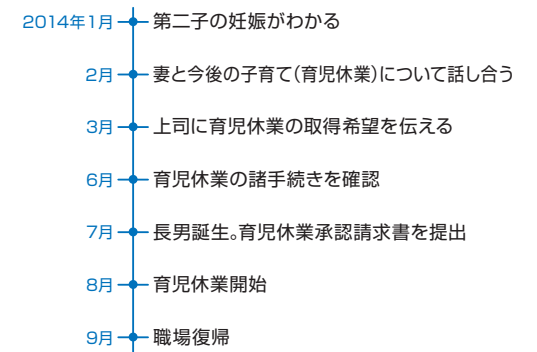 2014年1月 第二子の妊娠がわかる
2月 妻と今後の子育て(育児休業)について話し合う
3月 上司に育児休業の取得希望を伝える
6月 育児休業の諸手続きを確認
7月 長男誕生。育児休業承認請求書を提出
8月 育児休業開始
9月 職場復帰